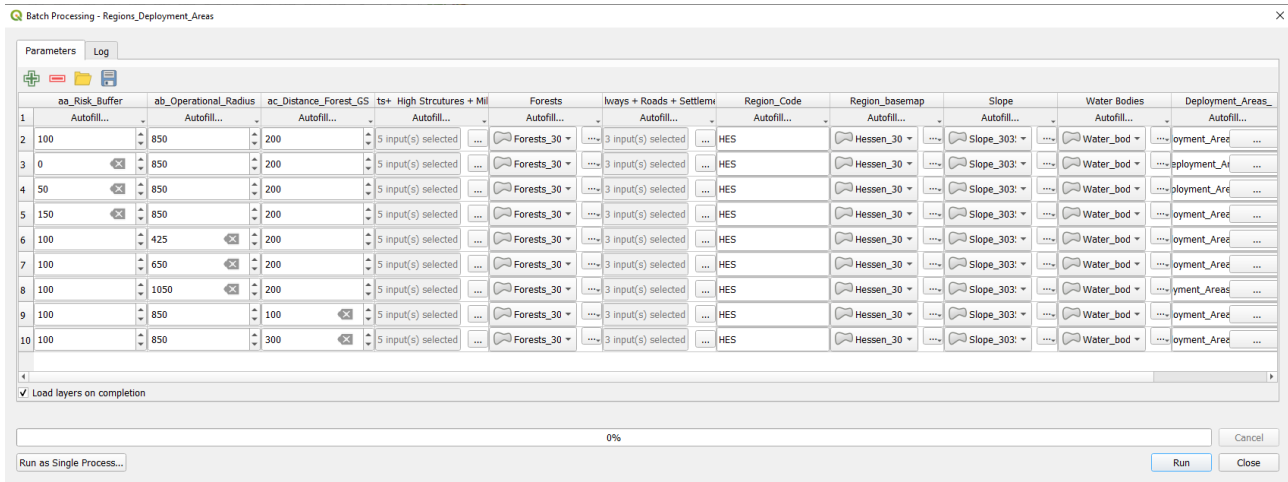 Batch Processing - Regions_Deployment_Areas
Parameters Log
aa_Risk_Buffer ab_Operational_Radius ac_Distance_Forest_GS ts+ High Strcutures + Mil Forests lways + Roads + Settleme Region_Code Region_basemap Slope Water Bodies Deployment_Areas_
1 Autofill... Autofill... Autofill... Autofill... Autofill... Autofill... Autofill... Autofill... Autofill... Autofill... Autofill...
2 100 850 200 5 input(s) selected ... Forests_30 ... 3 input(s) selected ... HES Hessen_30 ... Slope_303! ... Water_bod ... oyment_Area ...
3 0 850 200 5 input(s) selected ... Forests_30 ... 3 input(s) selected ... HES Hessen_30 ... Slope_303! ... Water_bod ... eployment_Ar ...
4 50 850 200 5 input(s) selected ... Forests_30 ... 3 input(s) selected ... HES Hessen_30 ... Slope_303! ... Water_bod ... ployment_Are ...
5 150 850 200 5 input(s) selected ... Forests_30 ... 3 input(s) selected ... HES Hessen_30 ... Slope_303! ... Water_bod ... oyment_Area ...
6 100 425 200 5 input(s) selected ... Forests_30 ... 3 input(s) selected ... HES Hessen_30 ... Slope_303! ... Water_bod ... oyment_Area ...
7 100 650 200 5 input(s) selected ... Forests_30 ... 3 input(s) selected ... HES Hessen_30 ... Slope_303! ... Water_bod ... oyment_Area ...
8 100 1050 200 5 input(s) selected ... Forests_30 ... 3 input(s) selected ... HES Hessen_30 ... Slope_303! ... Water_bod ... yment_Areas ...
9 100 850 100 5 input(s) selected ... Forests_30 ... 3 input(s) selected ... HES Hessen_30 ... Slope_303! ... Water_bod ... oyment_Area ...
10 100 850 300 5 input(s) selected ... Forests_30 ... 3 input(s) selected ... HES Hessen_30 ... Slope_303! ... Water_bod ... oyment_Area ...
Load layers on completion
0% Cancel
Run as Single Process... Run Close